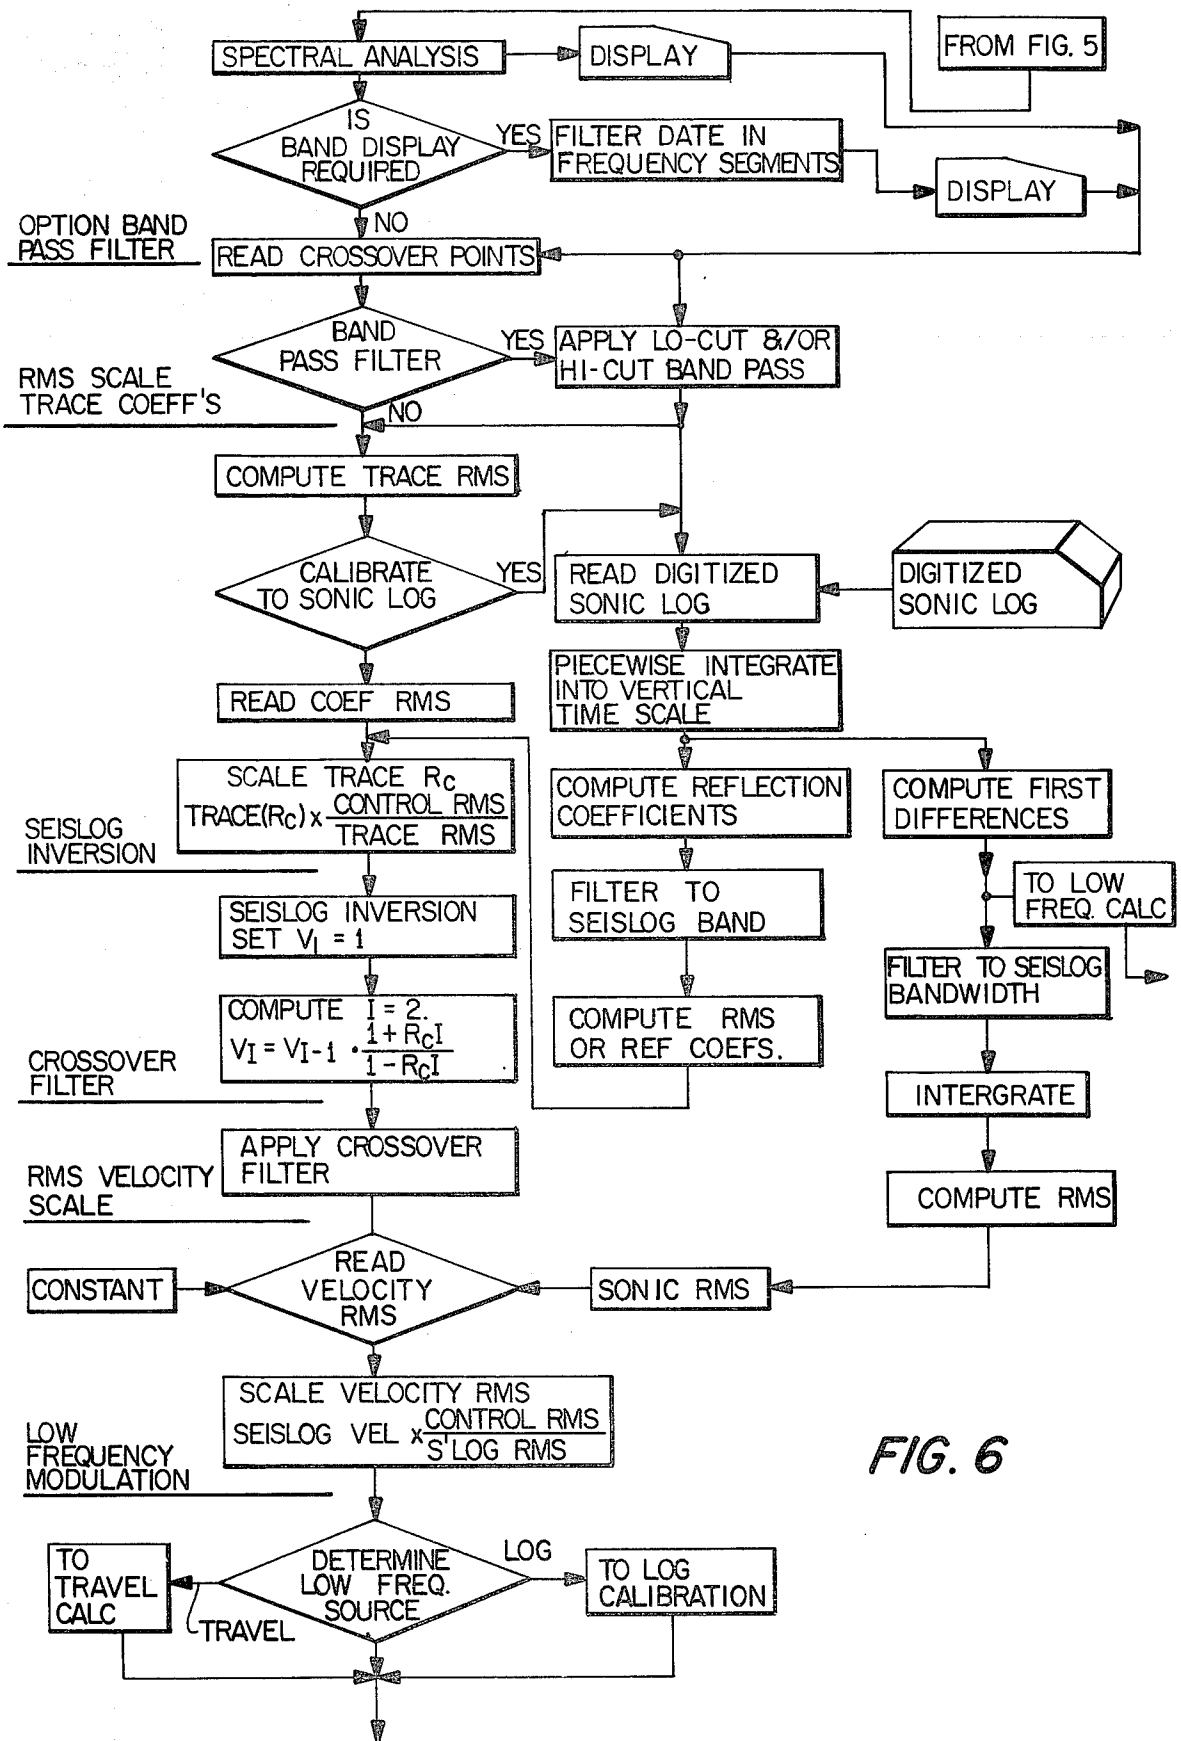 SPECTRAL ANALYSIS
DISPLAY
FROM FIG. 5
IS
BAND DISPLAY
REQUIRED
YES
FILTER DATE IN
FREQUENCY SEGMENTS
DISPLAY
NO
OPTION BAND
PASS FILTER
READ CROSSOVER POINTS
BAND
PASS FILTER
YES
APPLY LO-CUT &/OR
HI-CUT BAND PASS
RMS SCALE
TRACE COEFF'S
NO
COMPUTE TRACE RMS
CALIBRATE
TO SONIC LOG
YES
READ DIGITIZED
SONIC LOG
DIGITIZED
SONIC LOG
READ COEF RMS
PIECEWISE INTEGRATE
INTO VERTICAL
TIME SCALE
SCALE TRACE RC
TRACE(RC) x CONTROL RMS
TRACE RMS
COMPUTE REFLECTION
COEFFICIENTS
COMPUTE FIRST
DIFFERENCES
SEISLOG
INVERSION
TO LOW
FREQ. CALC
SEISLOG INVERSION
SET VI = 1
FILTER TO
SEISLOG BAND
FILTER TO SEISLOG
BANDWIDTH
COMPUTE I = 2.
VI = VI-1 · 1 + RCI
1 - RCI
COMPUTE RMS
OR REF COEFS.
CROSSOVER
FILTER
INTERGRATE
APPLY CROSSOVER
FILTER
RMS VELOCITY
SCALE
COMPUTE RMS
CONSTANT
READ
VELOCITY
RMS
SONIC RMS
SCALE VELOCITY RMS
SEISLOG VEL x CONTROL RMS
S'LOG RMS
LOW
FREQUENCY
MODULATION
FIG. 6
TO
TRAVEL
CALC
TRAVEL
DETERMINE
LOW FREQ.
SOURCE
LOG
TO LOG
CALIBRATION